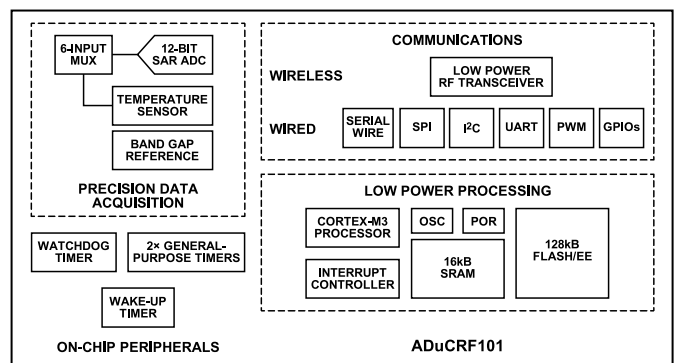 6-INPUT
MUX
12-BIT
SAR ADC
TEMPERATURE
SENSOR
BAND GAP
REFERENCE
PRECISION DATA
ACQUISITION
WATCHDOG
TIMER
2× GENERAL-
PURPOSE TIMERS
WAKE-UP
TIMER
ON-CHIP PERIPHERALS
COMMUNICATIONS
WIRELESS
LOW POWER
RF TRANSCEIVER
WIRED
SERIAL
WIRE
SPI
I²C
UART
PWM
GPIOs
LOW POWER PROCESSING
CORTEX-M3
PROCESSOR
OSC
POR
128kB
FLASH/EE
INTERRUPT
CONTROLLER
16kB
SRAM
ADuCRF101